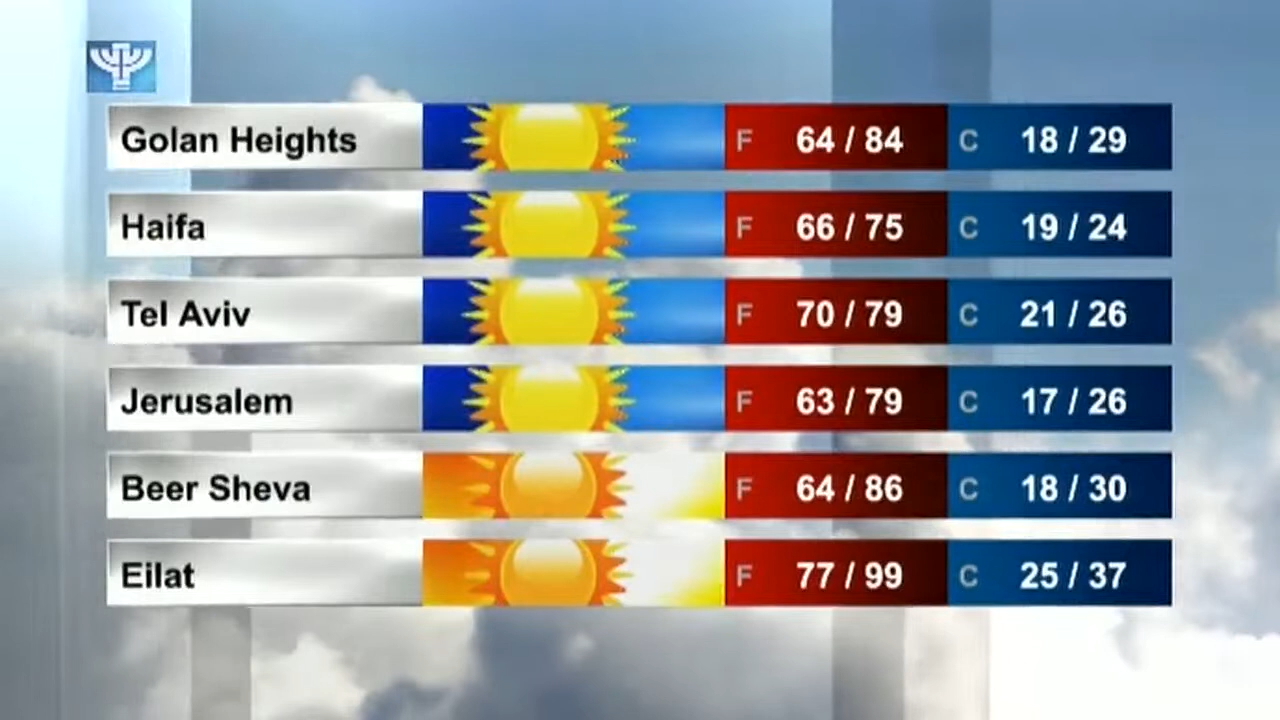 Golan Heights F 64 / 84 C 18 / 29
Haifa F 66 / 75 C 19 / 24
Tel Aviv F 70 / 79 C 21 / 26
Jerusalem F 63 / 79 C 17 / 26
Beer Sheva F 64 / 86 C 18 / 30
Eilat F 77 / 99 C 25 / 37